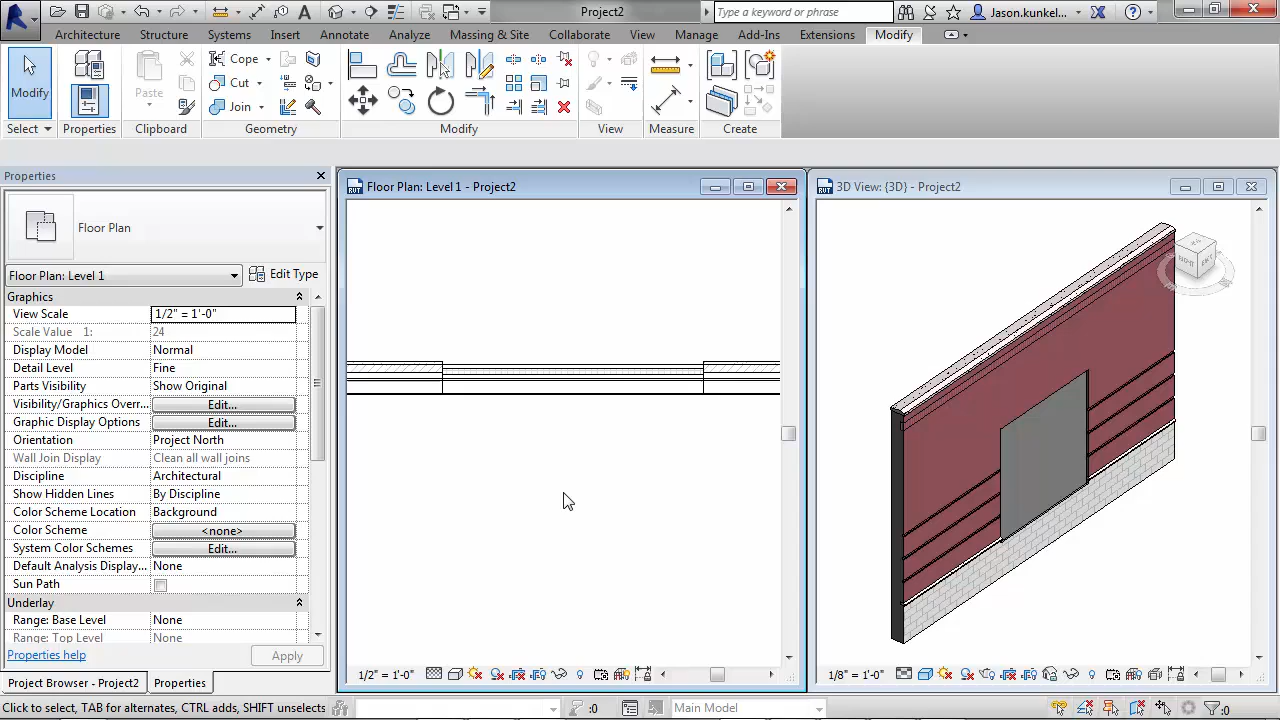 Project2
Type a keyword or phrase
Jason.kunkel...
Architecture Structure Systems Insert Annotate Analyze Massing & Site Collaborate View Manage Add-Ins Extensions Modify
Modify
Paste
Cope
Cut
Join
Select Properties Clipboard Geometry Modify View Measure Create
Properties
Floor Plan
Floor Plan: Level 1
Edit Type
Graphics
View Scale 1/2" = 1'-0"
Scale Value 1: 24
Display Model Normal
Detail Level Fine
Parts Visibility Show Original
Visibility/Graphics Overr... Edit...
Graphic Display Options Edit...
Orientation Project North
Wall Join Display Clean all wall joins
Discipline Architectural
Show Hidden Lines By Discipline
Color Scheme Location Background
Color Scheme <none>
System Color Schemes Edit...
Default Analysis Display... None
Sun Path
Underlay
Range: Base Level None
Range: Top Level None
Properties help
Apply
Project Browser - Project2
Properties
Floor Plan: Level 1 - Project2
1/2" = 1'-0"
3D View: {3D} - Project2
1/8" = 1'-0"
Click to select, TAB for alternates, CTRL adds, SHIFT unselects
:0
Main Model
:0